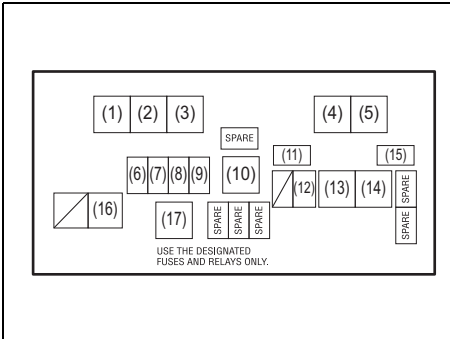 (1) (2) (3) (4) (5)
SPARE
(11) (15)
(6) (7) (8) (9) (10) (12) (13) (14) SPARE
(16) (17) SPARE SPARE SPARE SPARE
USE THE DESIGNATED
FUSES AND RELAYS ONLY.